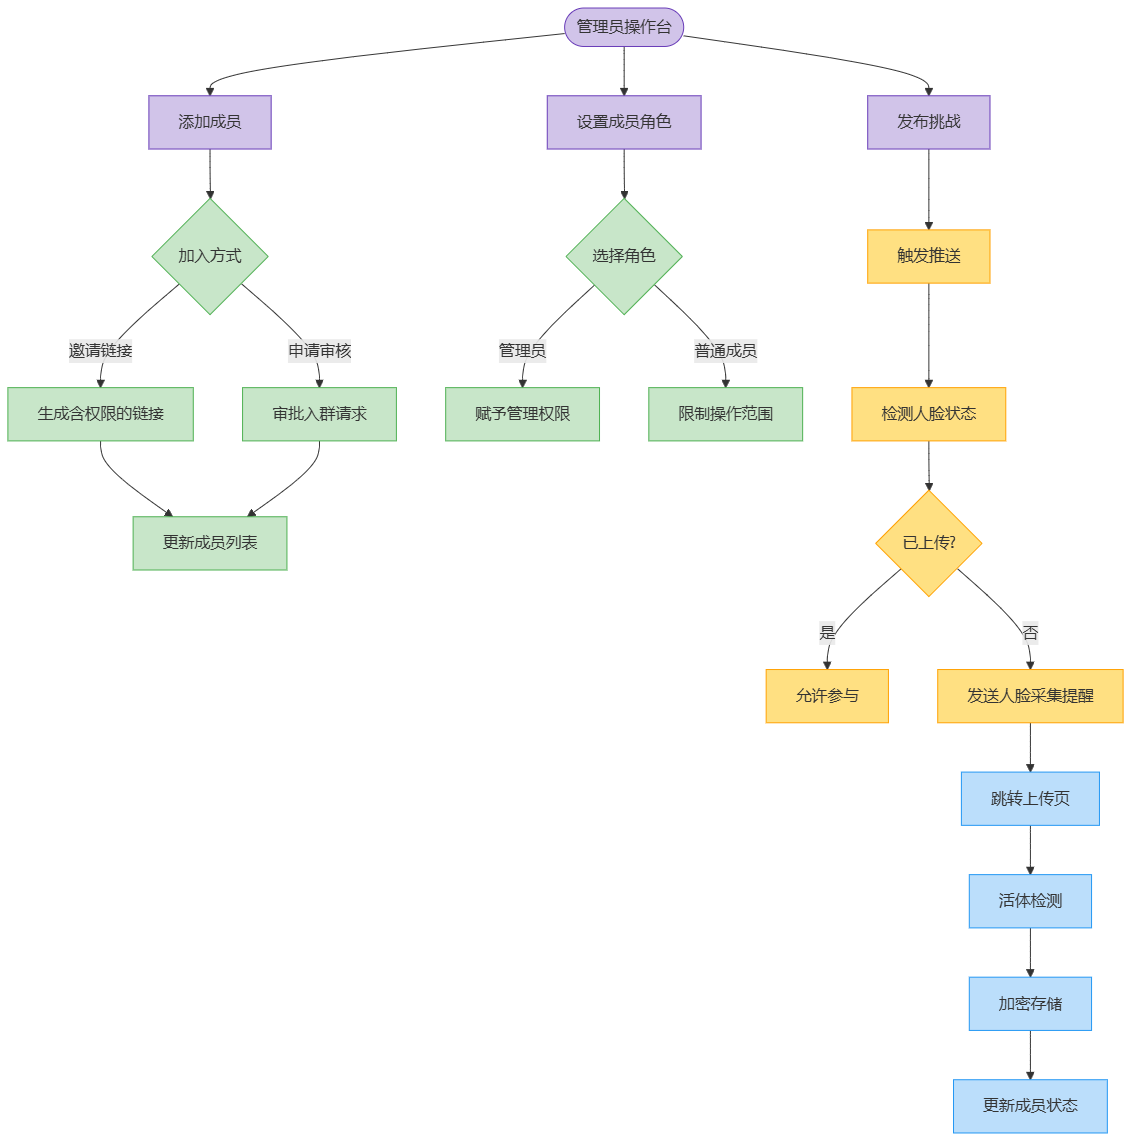 管理员操作台
添加成员
设置成员角色
发布挑战
加入方式
选择角色
触发推送
邀请链接
申请审核
管理员
普通成员
生成含权限的链接
审批入群请求
赋予管理权限
限制操作范围
检测人脸状态
更新成员列表
已上传?
是
否
允许参与
发送人脸采集提醒
跳转上传页
活体检测
加密存储
更新成员状态